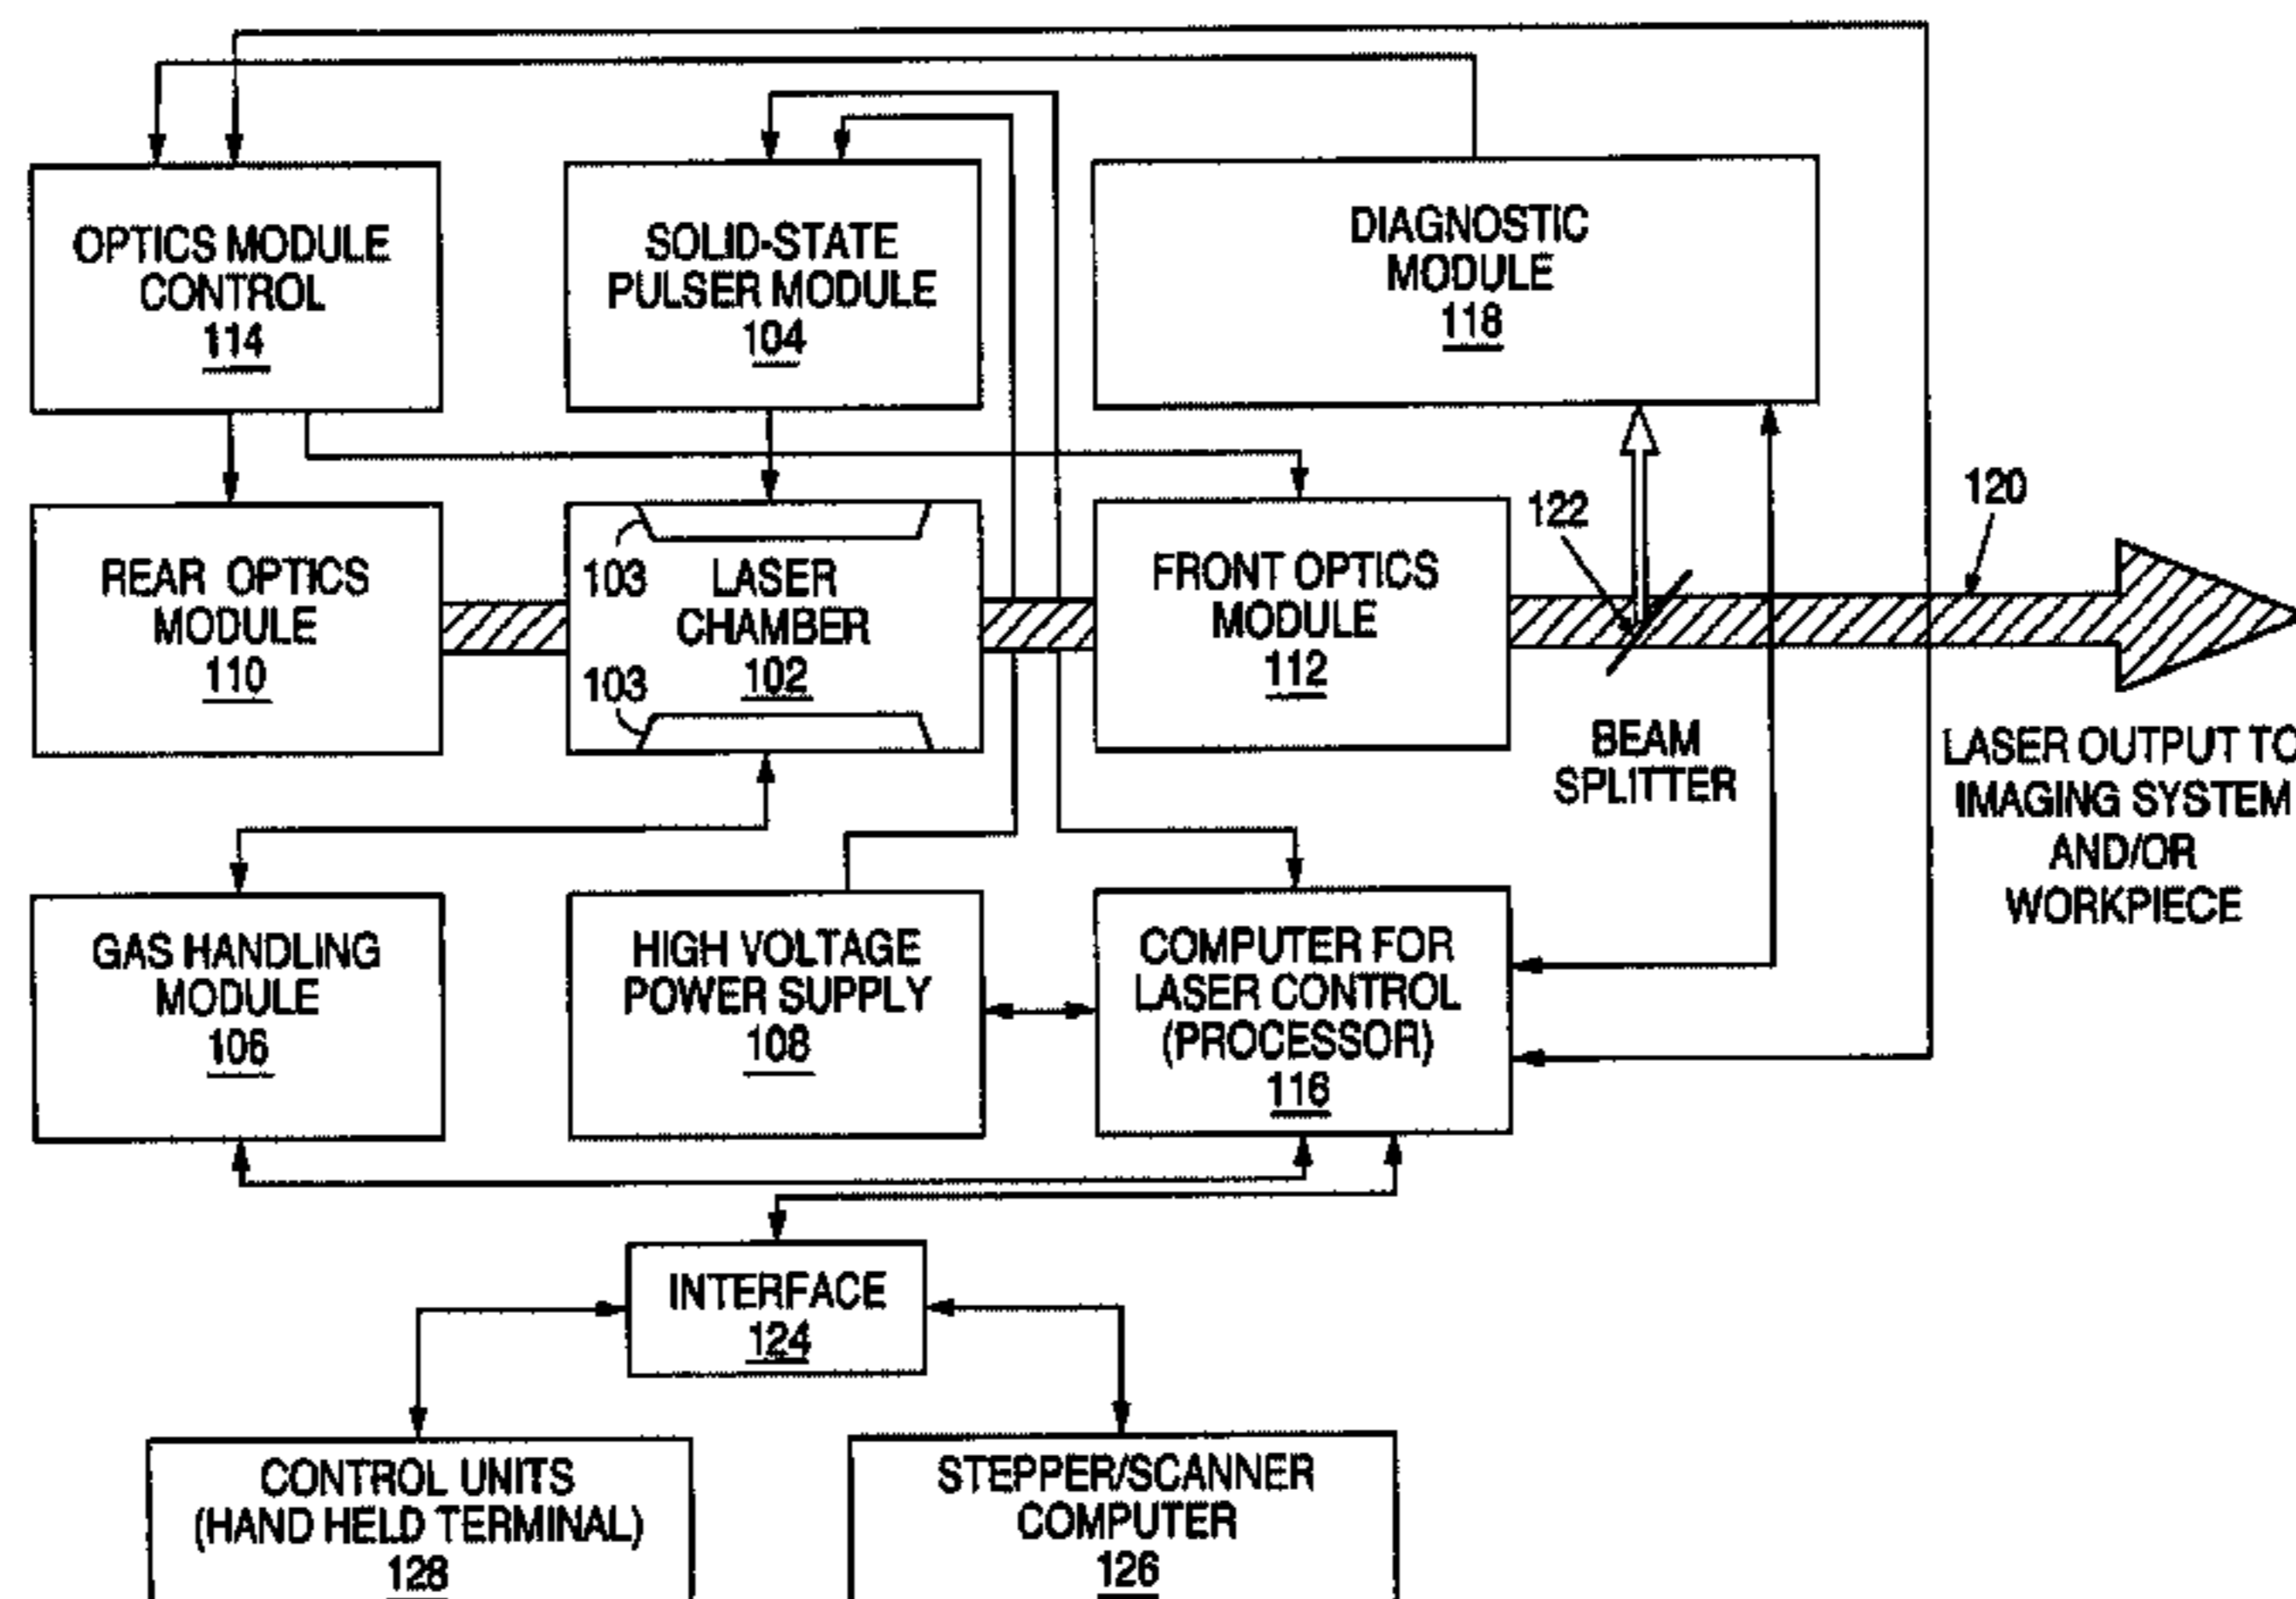 OPTICS MODULE
CONTROL
114
SOLID-STATE
PULSER MODULE
104
DIAGNOSTIC
MODULE
118
REAR OPTICS
MODULE
110
103
LASER
CHAMBER
102
103
FRONT OPTICS
MODULE
112
122
120
BEAM
SPLITTER
LASER OUTPUT TO
IMAGING SYSTEM
AND/OR
WORKPIECE
GAS HANDLING
MODULE
106
HIGH VOLTAGE
POWER SUPPLY
108
COMPUTER FOR
LASER CONTROL
(PROCESSOR)
116
INTERFACE
124
CONTROL UNITS
(HAND HELD TERMINAL)
128
STEPPER/SCANNER
COMPUTER
126